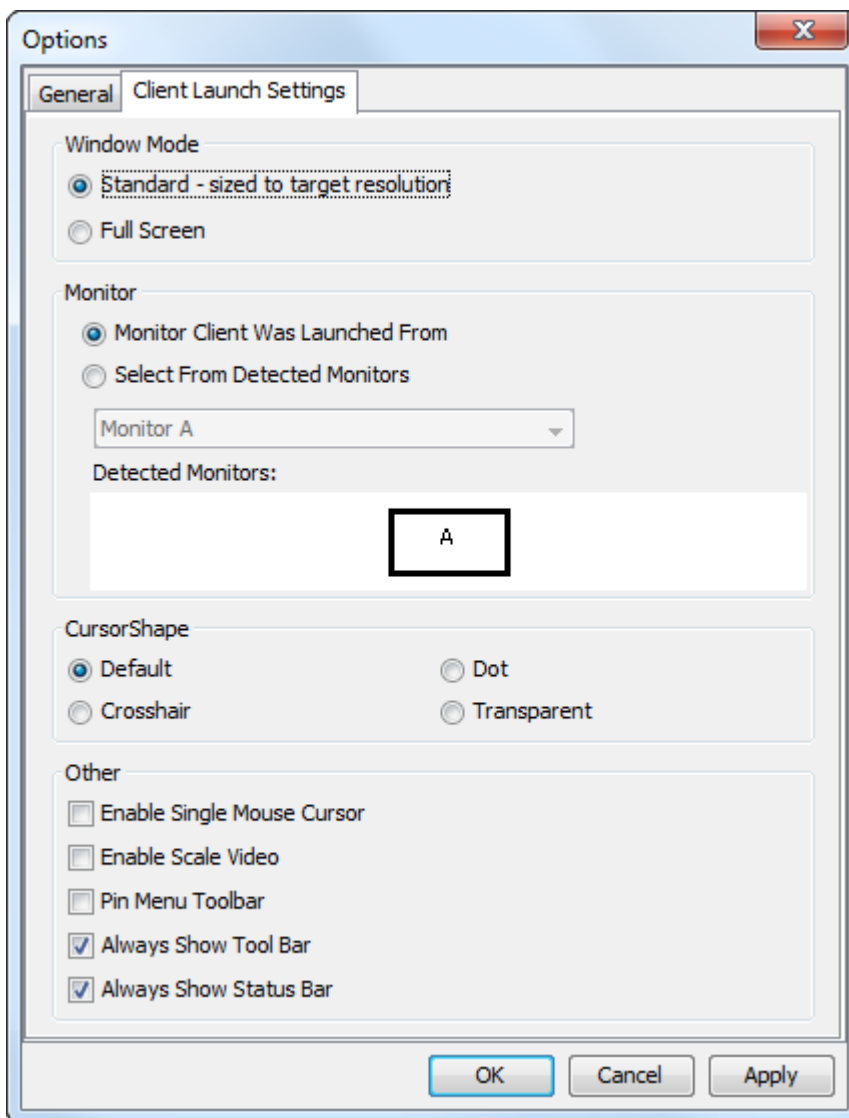 Options
General
Client Launch Settings
Window Mode
Standard - sized to target resolution
Full Screen
Monitor
Monitor Client Was Launched From
Select From Detected Monitors
Monitor A
Detected Monitors:
A
CursorShape
Default
Dot
Crosshair
Transparent
Other
Enable Single Mouse Cursor
Enable Scale Video
Pin Menu Toolbar
Always Show Tool Bar
Always Show Status Bar
OK
Cancel
Apply